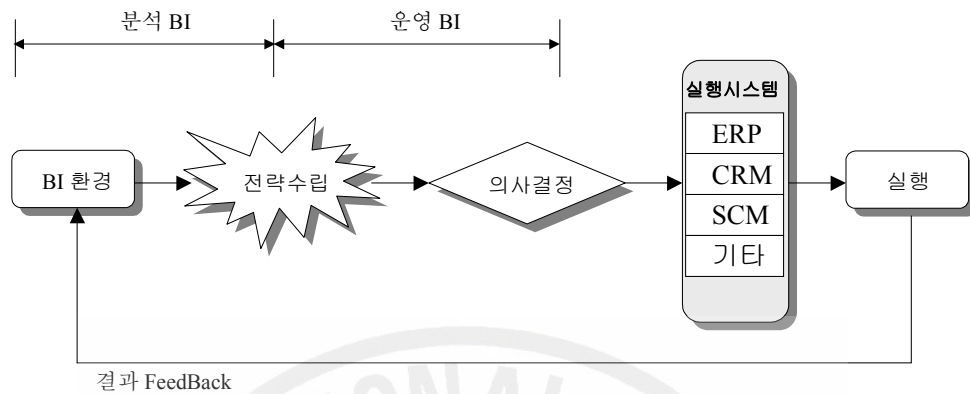 분석 BI
운영 BI
BI 환경
전략수립
의사결정
실행시스템
ERP
CRM
SCM
기타
실행
결과 FeedBack